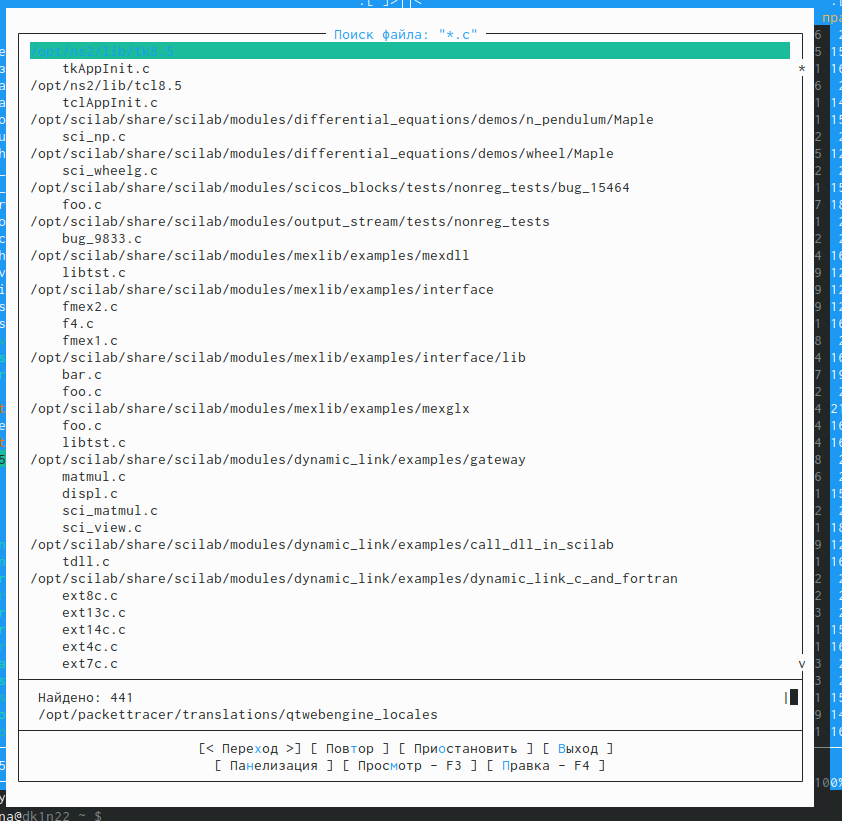 Поиск файла: "*.c"
/opt/ns2/lib/tk8.5
tkAppInit.c
/opt/ns2/lib/tcl8.5
tclAppInit.c
/opt/scilab/share/scilab/modules/differential_equations/demos/n_pendulum/Maple
sci_np.c
/opt/scilab/share/scilab/modules/differential_equations/demos/wheel/Maple
sci_wheelg.c
/opt/scilab/share/scilab/modules/scicos_blocks/tests/nonreg_tests/bug_15464
foo.c
/opt/scilab/share/scilab/modules/output_stream/tests/nonreg_tests
bug_9833.c
/opt/scilab/share/scilab/modules/mexlib/examples/mexdll
libtst.c
/opt/scilab/share/scilab/modules/mexlib/examples/interface
fmex2.c
f4.c
fmex1.c
/opt/scilab/share/scilab/modules/mexlib/examples/interface/lib
bar.c
foo.c
/opt/scilab/share/scilab/modules/mexlib/examples/mexglx
foo.c
libtst.c
/opt/scilab/share/scilab/modules/dynamic_link/examples/gateway
matmul.c
displ.c
sci_matmul.c
sci_view.c
/opt/scilab/share/scilab/modules/dynamic_link/examples/call_dll_in_scilab
tdll.c
/opt/scilab/share/scilab/modules/dynamic_link/examples/dynamic_link_c_and_fortran
ext8c.c
ext13c.c
ext14c.c
ext4c.c
ext7c.c
Найдено: 441
/opt/packettracer/translations/qtwebengine_locales
[< Переход >] [ Повтор ] [ Приостановить ] [ Выход ]
[ Панелизация ] [ Просмотр - F3 ] [ Правка - F4 ]
na@dk1n22 ~ $